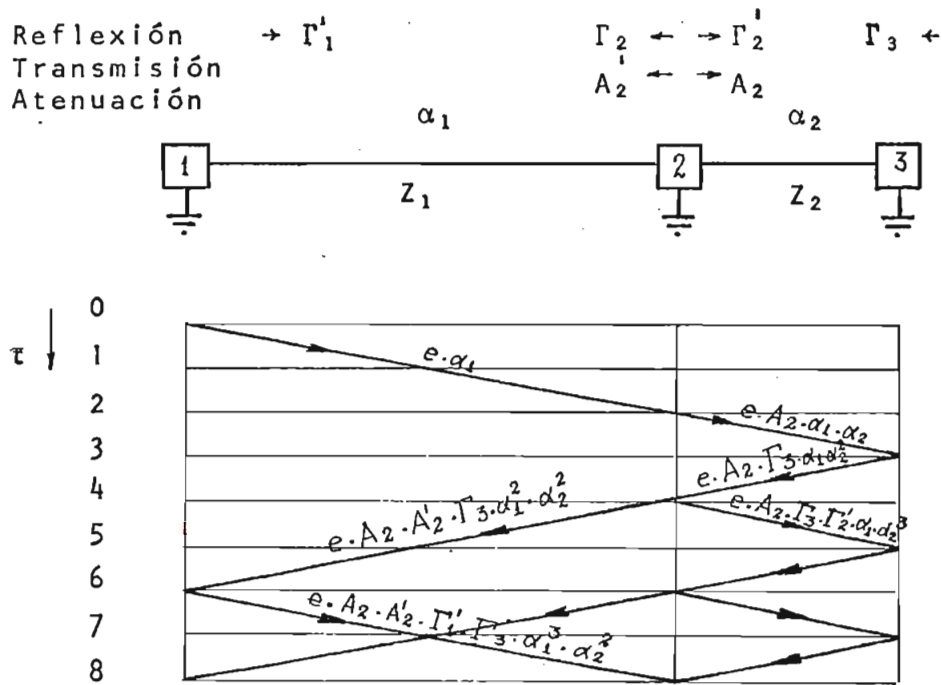 Reflexión → Γ'₁ Γ₂ ← → Γ'₂ Γ₃ ←
Transmisión A'₂ ← → A₂
Atenuación
α₁ α₂
1 2 3
Z₁ Z₂
0
τ 1
e·α₁
2
e·A₂·α₁·α₂
3
e·A₂·Γ₃·α₁α₂²
4
e·A₂·A'₂·Γ₃·α₁²·α₂²
e·A₂·Γ₃·Γ'₂·α₁·α₂³
5
6
e·A₂·A'₂·Γ'₁·Γ₃·α₁³·α₂²
7
8